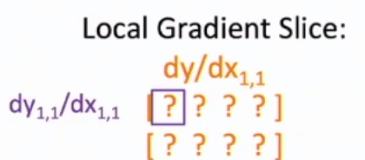 Local Gradient Slice:
dy/dx1,1
dy1,1/dx1,1 [ ? ? ? ? ]
[ ? ? ? ? ]